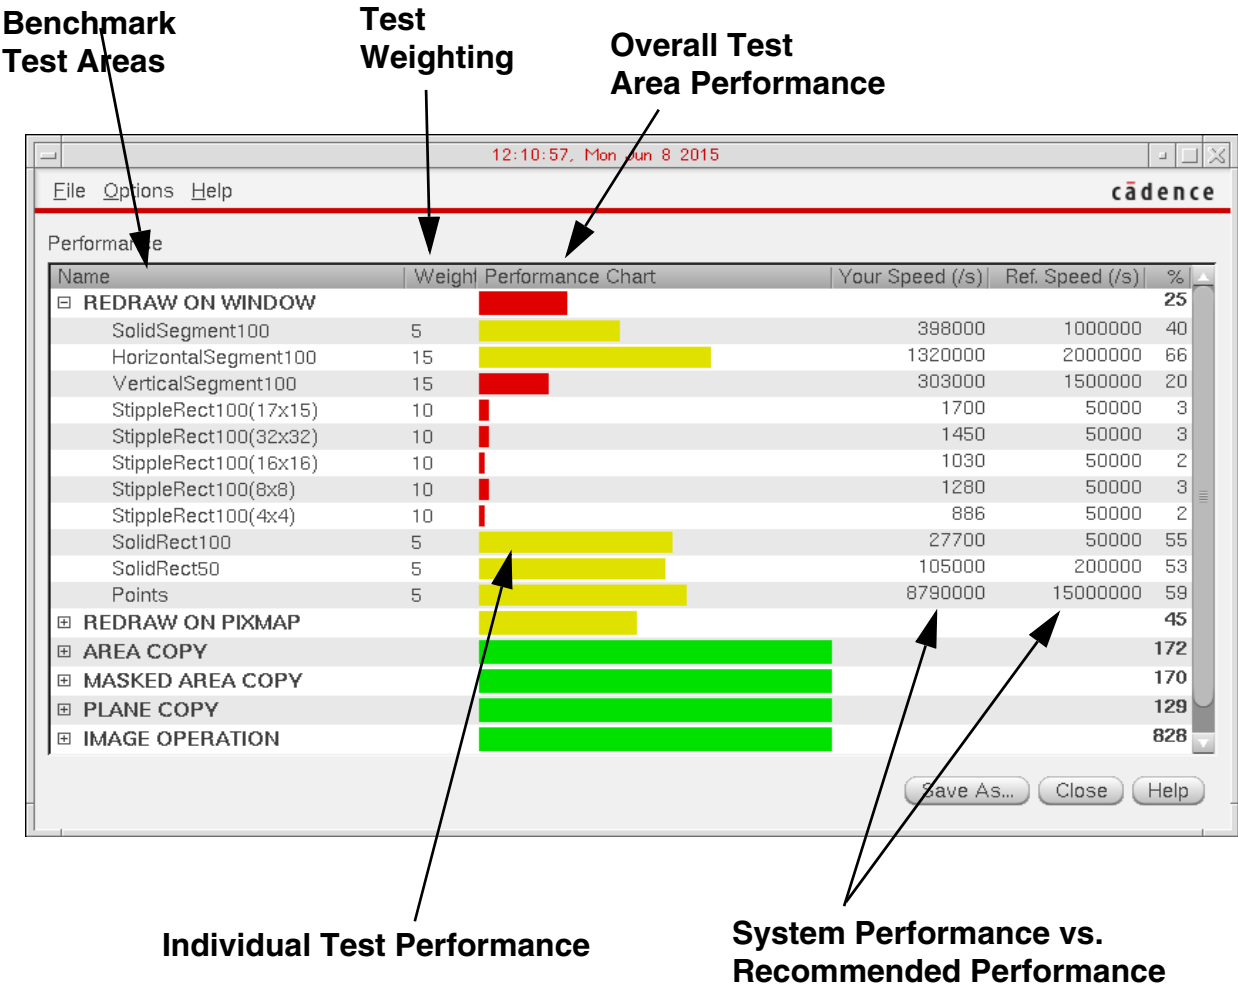 Benchmark
Test Areas
Test
Weighting
Overall Test
Area Performance
12:10:57, Mon Jun 8 2015
File Options Help
cādence
Performance
Name Weight Performance Chart Your Speed (/s) Ref. Speed (/s) %
REDRAW ON WINDOW 25
SolidSegment100 5 398000 1000000 40
HorizontalSegment100 15 1320000 2000000 66
VerticalSegment100 15 303000 1500000 20
StippleRect100(17x15) 10 1700 50000 3
StippleRect100(32x32) 10 1450 50000 3
StippleRect100(16x16) 10 1030 50000 2
StippleRect100(8x8) 10 1280 50000 3
StippleRect100(4x4) 10 886 50000 2
SolidRect100 5 27700 50000 55
SolidRect50 5 105000 200000 53
Points 5 8790000 15000000 59
REDRAW ON PIXMAP 45
AREA COPY 172
MASKED AREA COPY 170
PLANE COPY 129
IMAGE OPERATION 828
Save As... Close Help
Individual Test Performance
System Performance vs.
Recommended Performance